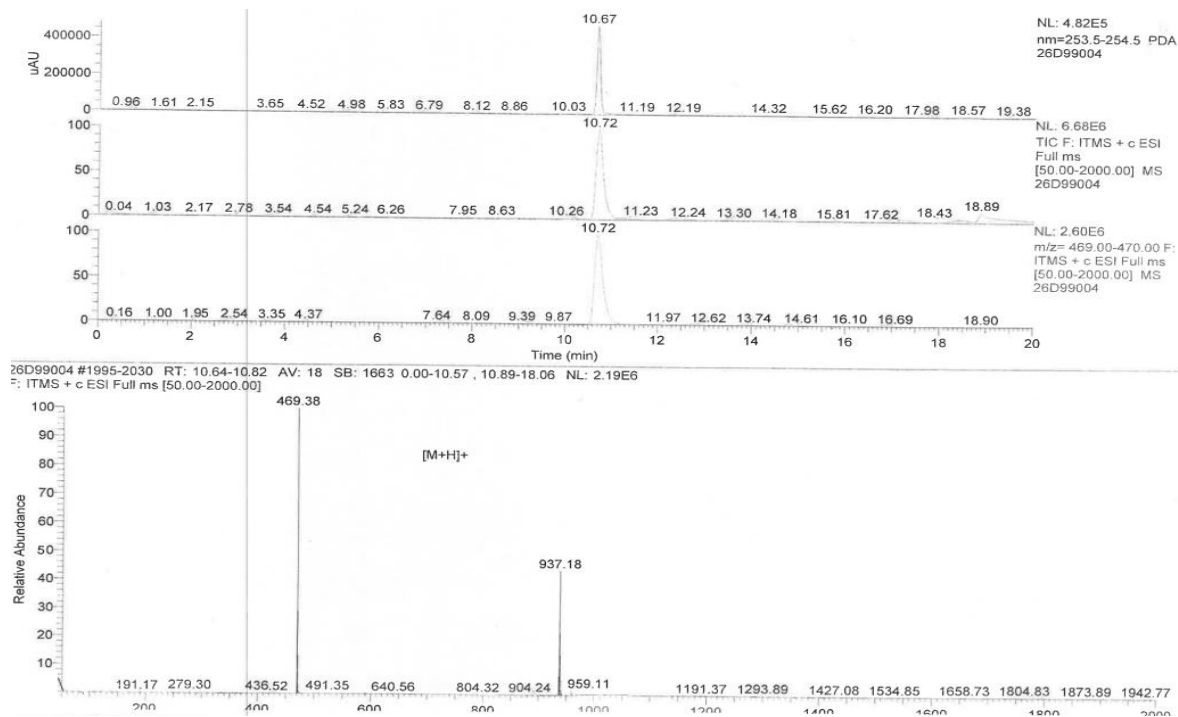 10.67
NL: 4.82E5
nm=253.5-254.5 PDA
26D99004
400000
200000
0
uAU
0.96 1.61 2.15 3.65 4.52 4.98 5.83 6.79 8.12 8.86 10.03 11.19 12.19 14.32 15.62 16.20 17.98 18.57 19.38
10.72
NL: 6.68E6
TIC F: ITMS + c ESI
Full ms
[50.00-2000.00] MS
26D99004
100
50
0
0.04 1.03 2.17 2.78 3.54 4.54 5.24 6.26 7.95 8.63 10.26 11.23 12.24 13.30 14.18 15.81 17.62 18.43 18.89
10.72
NL: 2.60E6
m/z= 469.00-470.00 F:
ITMS + c ESI Full ms
[50.00-2000.00] MS
26D99004
100
50
0
0.16 1.00 1.95 2.54 3.35 4.37 7.64 8.09 9.39 9.87 11.97 12.62 13.74 14.61 16.10 16.69 18.90
0 2 4 6 8 10 12 14 16 18 20
Time (min)
26D99004 #1995-2030 RT: 10.64-10.82 AV: 18 SB: 1663 0.00-10.57 , 10.89-18.06 NL: 2.19E6
F: ITMS + c ESI Full ms [50.00-2000.00]
469.38
[M+H]+
937.18
100
90
80
70
60
50
40
30
20
10
Relative Abundance
191.17 279.30 436.52 491.35 640.56 804.32 904.24 959.11 1191.37 1293.89 1427.08 1534.85 1658.73 1804.83 1873.89 1942.77
200 400 600 800 1000 1200 1400 1600 1800 2000